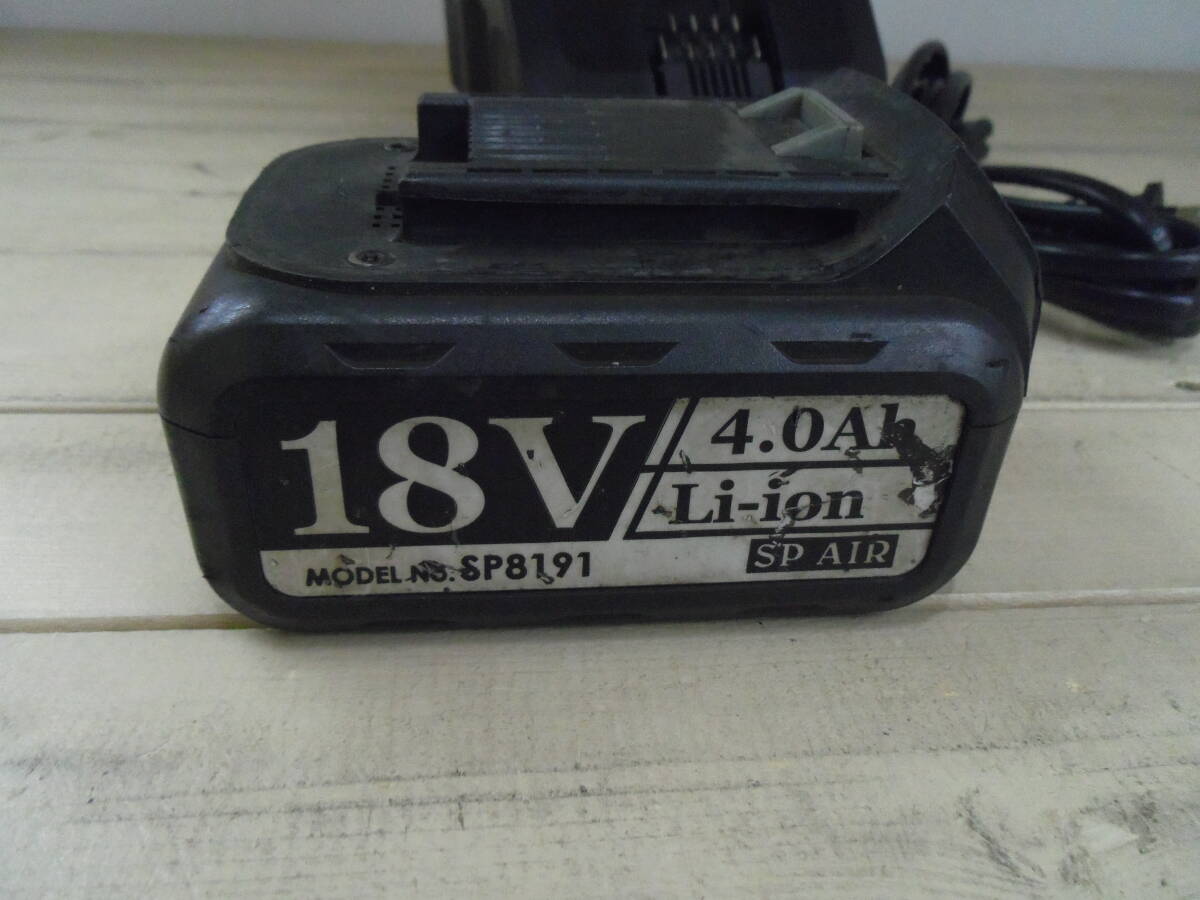 18V
4.0Ah
Li-ion
MODEL NO. SP8191
SP AIR